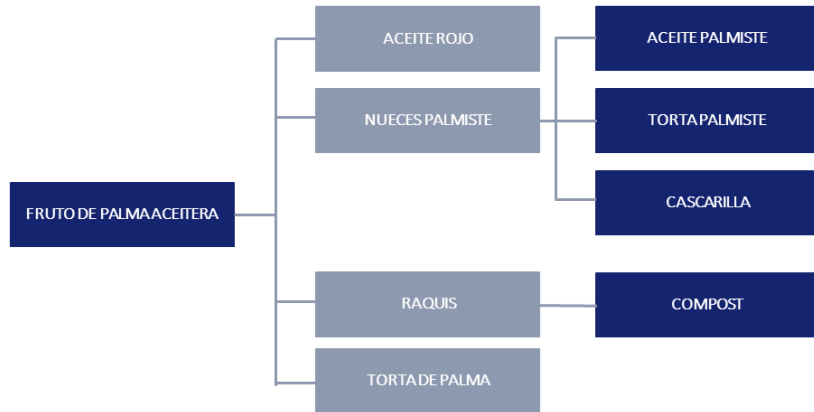 ACEITE ROJO
ACEITE PALMISTE
NUECES PALMISTE
TORTA PALMISTE
FRUTO DE PALMA ACEITERA
CASCARILLA
RAQUIS
COMPOST
TORTA DE PALMA